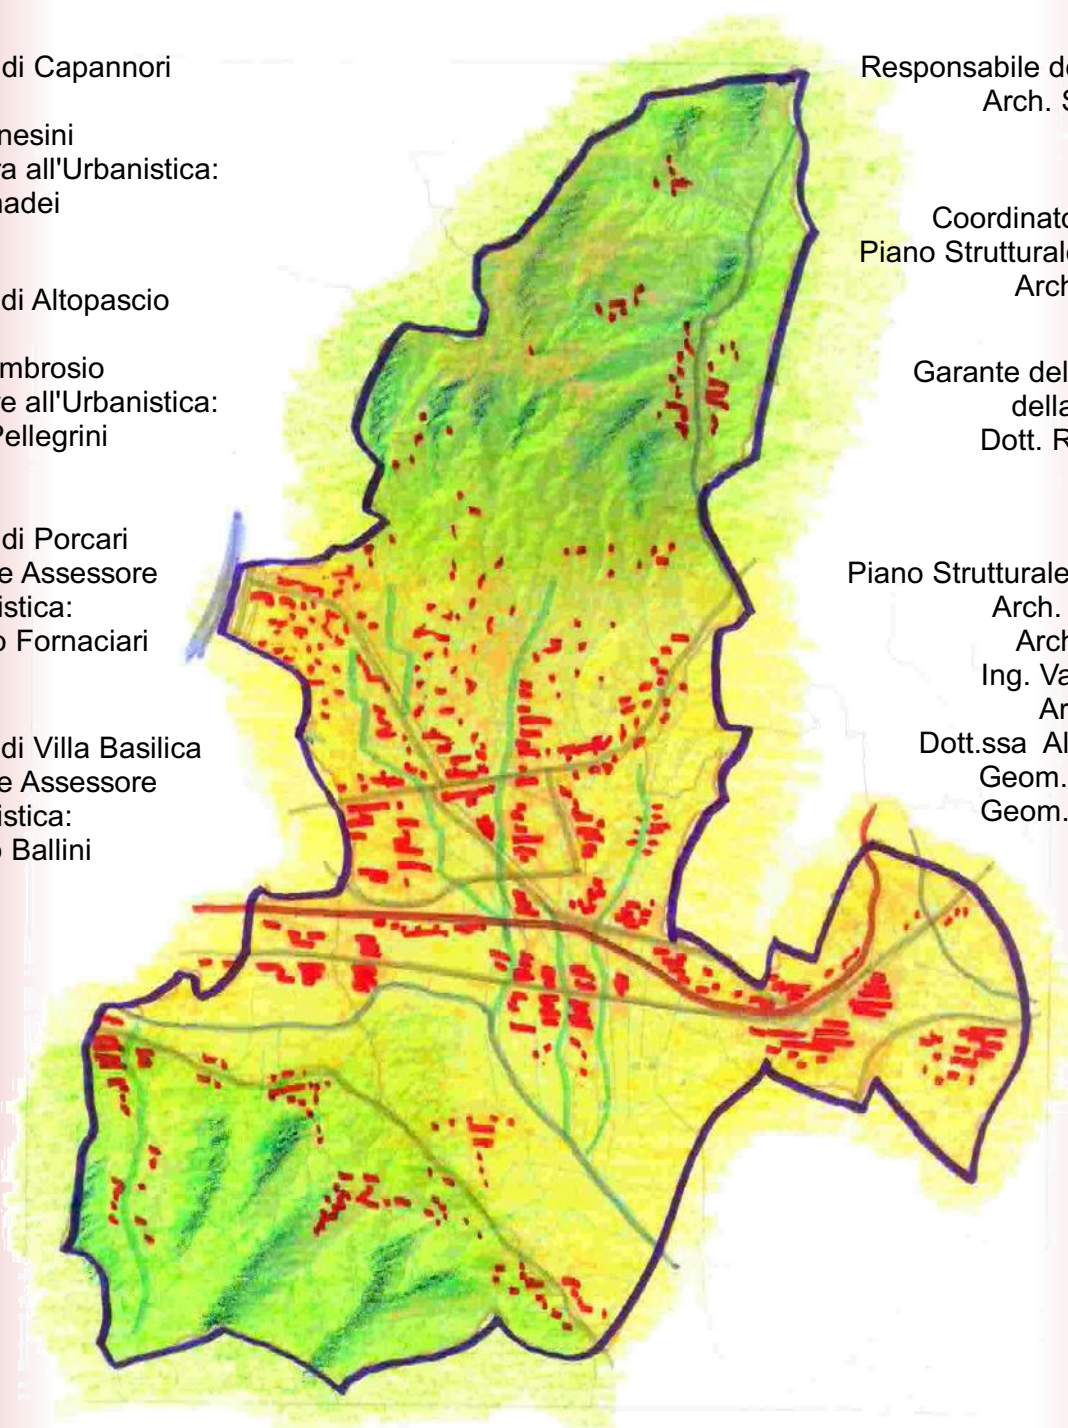 di Capannori
nesini
a all'Urbanistica:
nadei
di Altopascio
mbrosio
e all'Urbanistica:
Pellegrini
di Porcari
e Assessore
istica:
o Fornaciari
di Villa Basilica
e Assessore
istica:
o Ballini
Responsabile de
Arch. S
Coordinato
Piano Strutturale
Arch
Garante del
della
Dott. R
Piano Strutturale
Arch.
Arch
Ing. Va
Ar
Dott.ssa Al
Geom.
Geom.